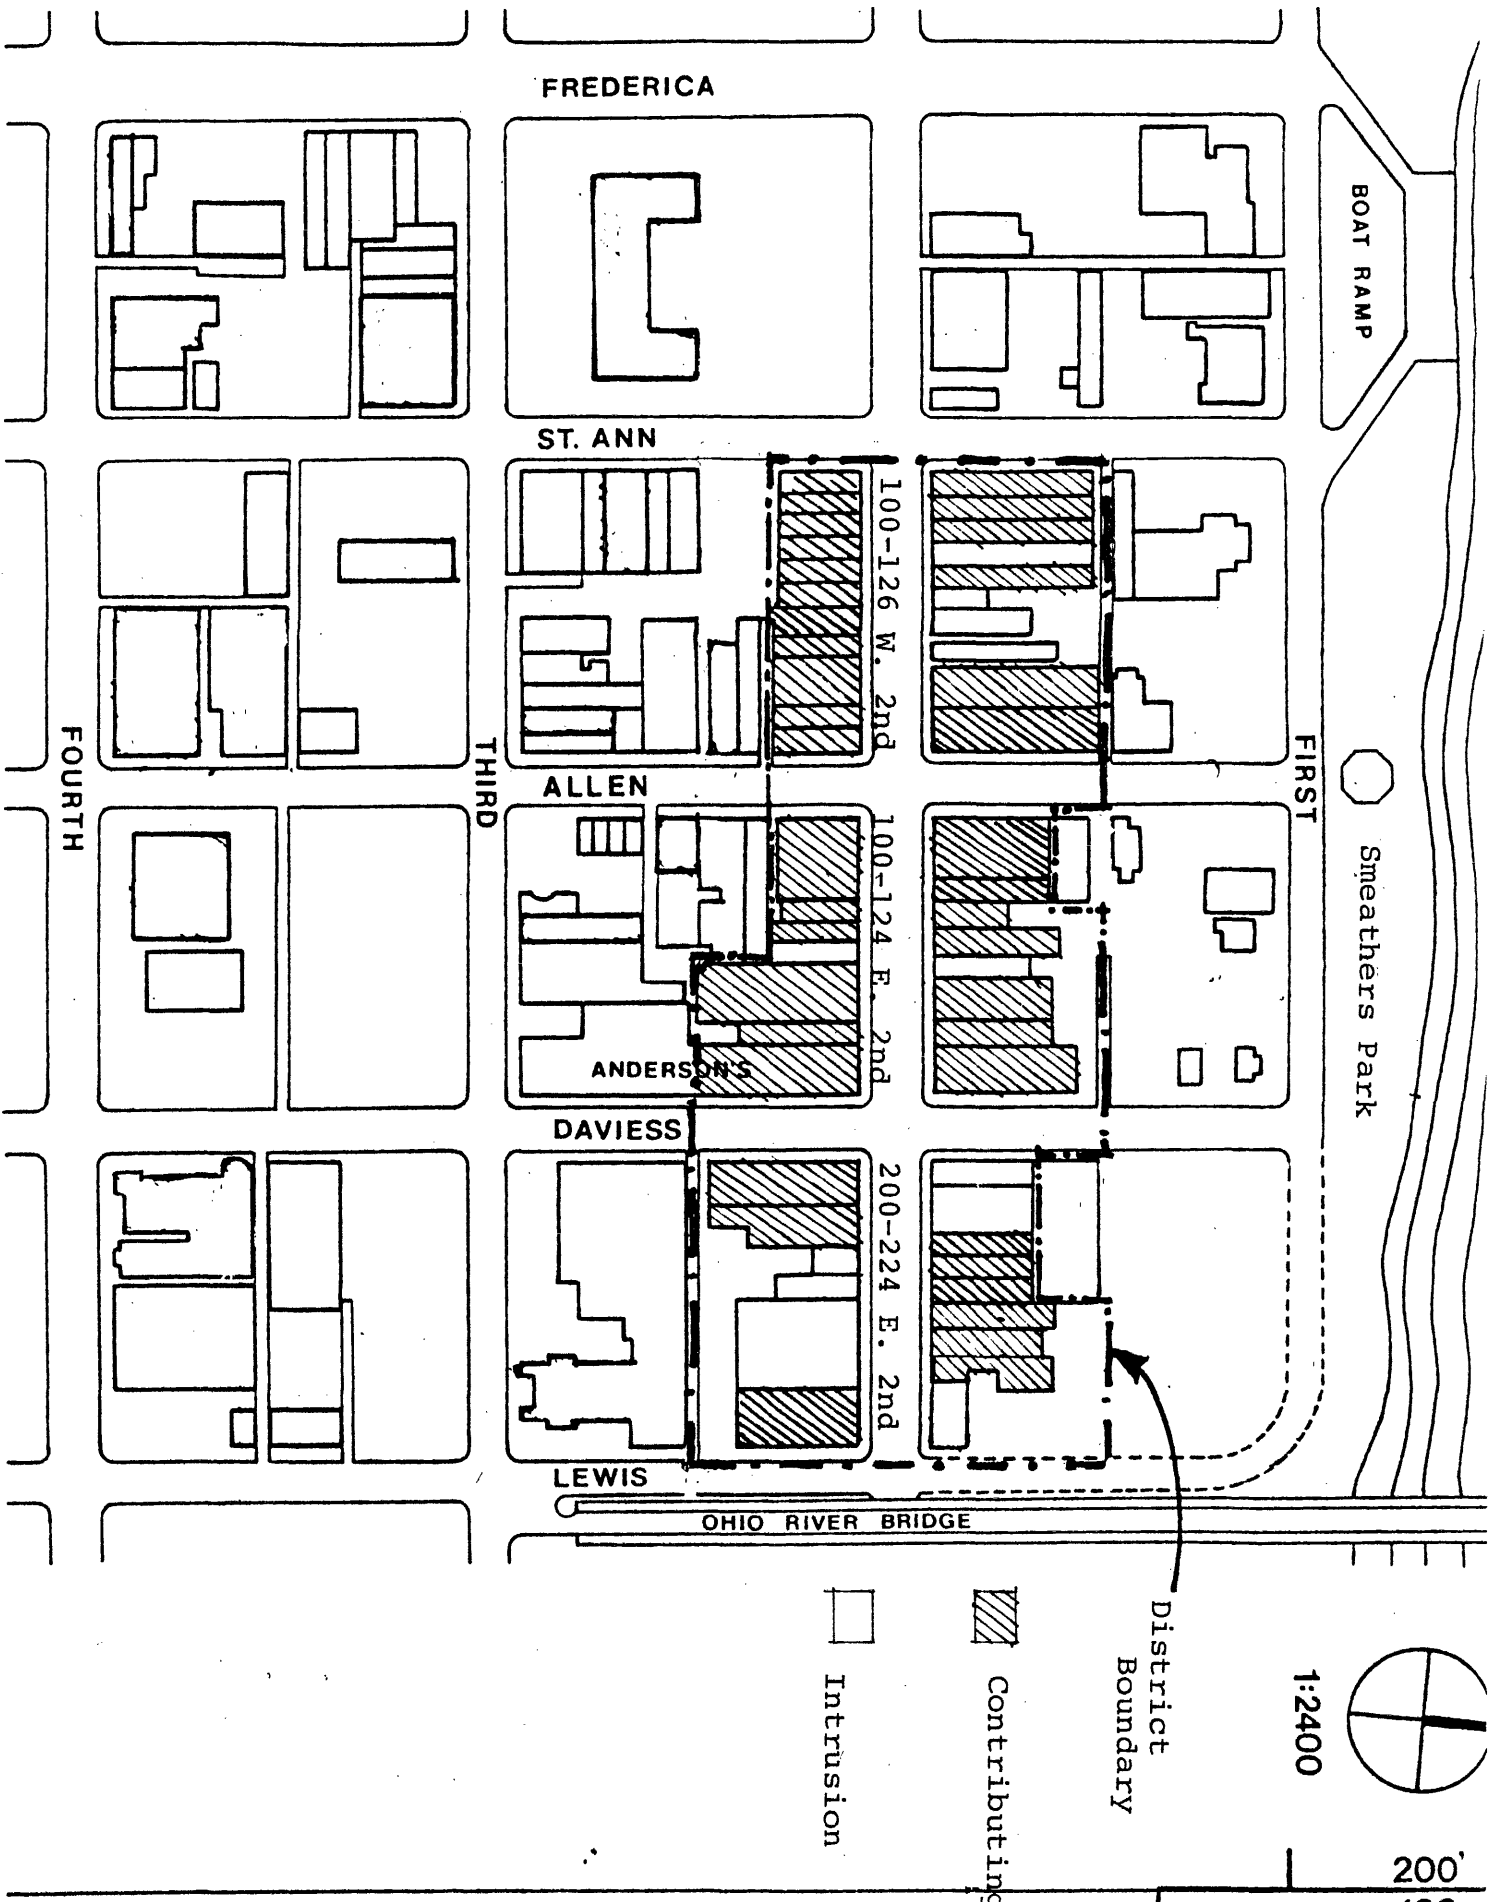 FREDERICA
BOAT RAMP
ST. ANN
100-126 W. 2nd
FOURTH
THIRD
ALLEN
FIRST
100-124 E. 2nd
Smeathers Park
ANDERSON'S
DAVIESS
200-224 E. 2nd
LEWIS
OHIO RIVER BRIDGE
District
Boundary
Contributing
Intrusion
1:2400
200'